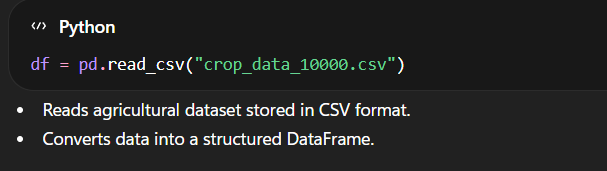 Python
df = pd.read_csv("crop_data_10000.csv")
• Reads agricultural dataset stored in CSV format.
• Converts data into a structured DataFrame.